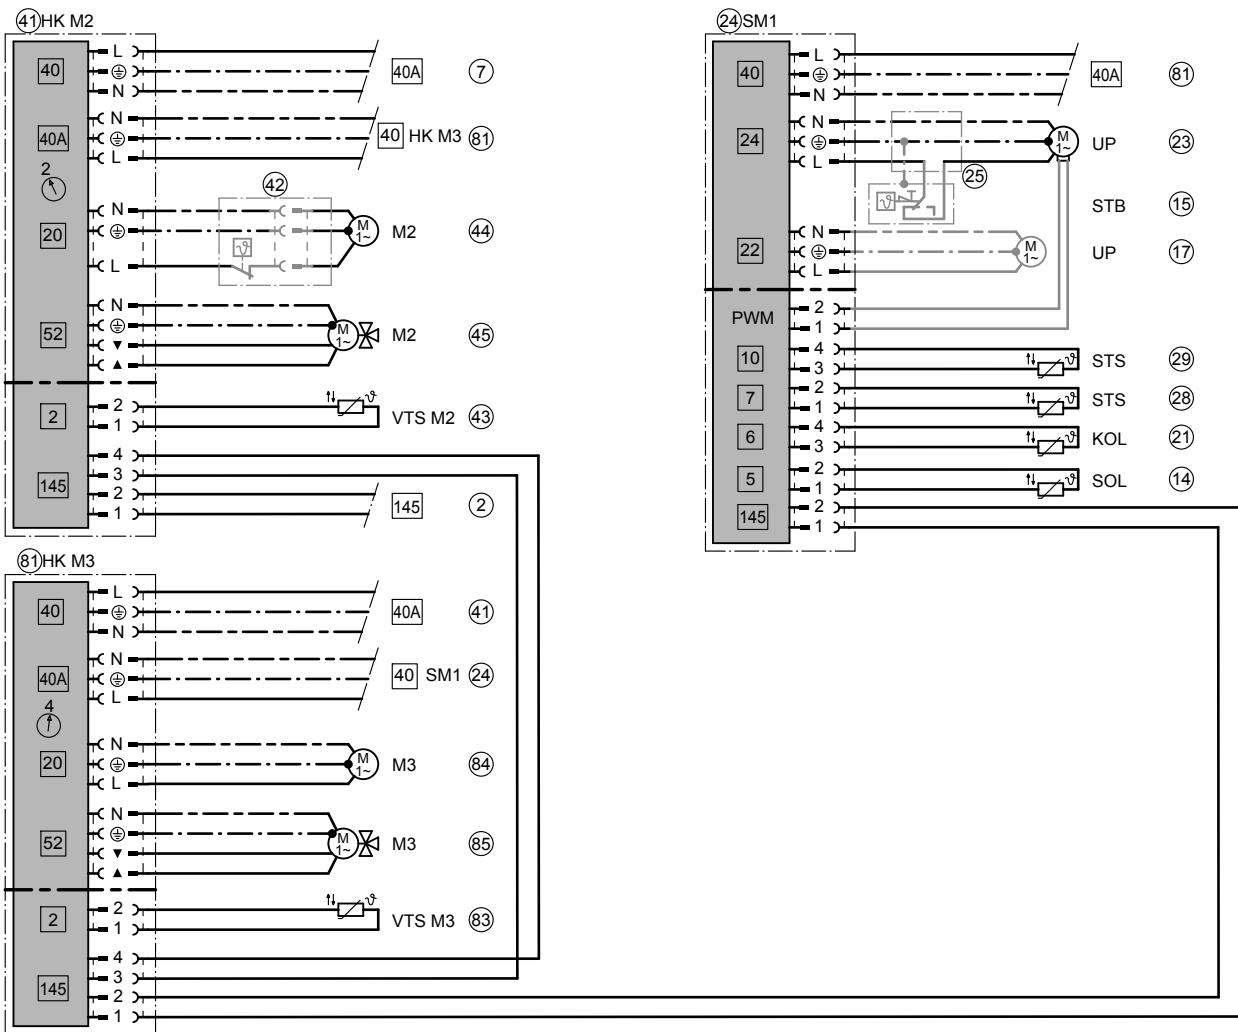 41 HK M2
40 L 40A 7
N
N
40A 40 HK M3 81
L
2
42
N
20 M 1~ M2 44
L
N
52 M 1~ M2 45
▼
▲
2 ϑ
2 1 VTS M2 43
4
3
145 2 145 2
1
81 HK M3
L
40 40A 41
N
N
40A 40 SM1 24
L
4
N
20 M 1~ M3 84
L
N
52 M 1~ M3 85
▼
▲
2 ϑ
2 1 VTS M3 83
4
3
145 2
1
24 SM1
L
40 40A 81
N
N
24 M 1~ UP 23
L 25
ϑ STB 15
N
22 M 1~ UP 17
L
PWM 2
1
4
10 3 ϑ STS 29
2
7 1 ϑ STS 28
4
6 3 ϑ KOL 21
2
5 1 ϑ SOL 14
2
145 1